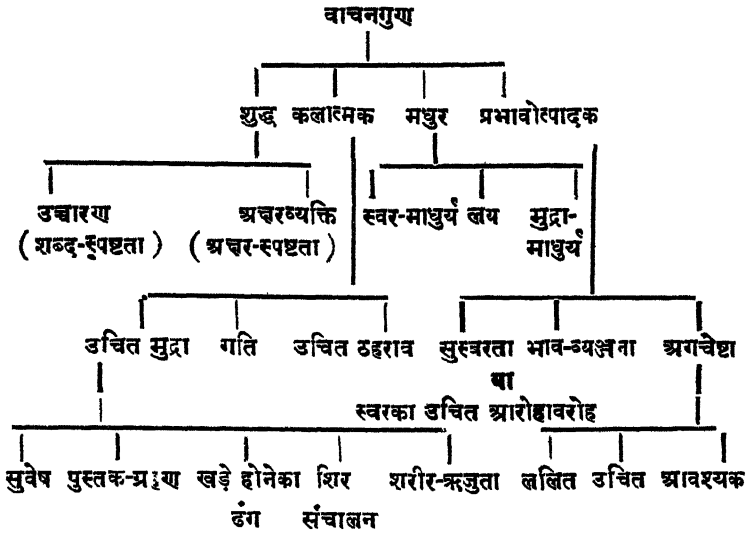 वाचनगुण
शुद्ध कलात्मक मधुर प्रभावोत्पादक
उच्चारण अक्षरव्यक्ति स्वर-माधुर्य लय मुद्रा-
(शब्द-स्पष्टता) (अक्षर-स्पष्टता) माधुर्य
उचित मुद्रा गति उचित ठहराव सुस्वरता भाव-व्यञ्जना अगचेष्टा
या
स्वरका उचित आरोहावरोह
सुवेष पुस्तक-ग्रहण खड़े होनेका शिर शरीर-ऋजुता ललित उचित आवश्यक
ढंग संचालन